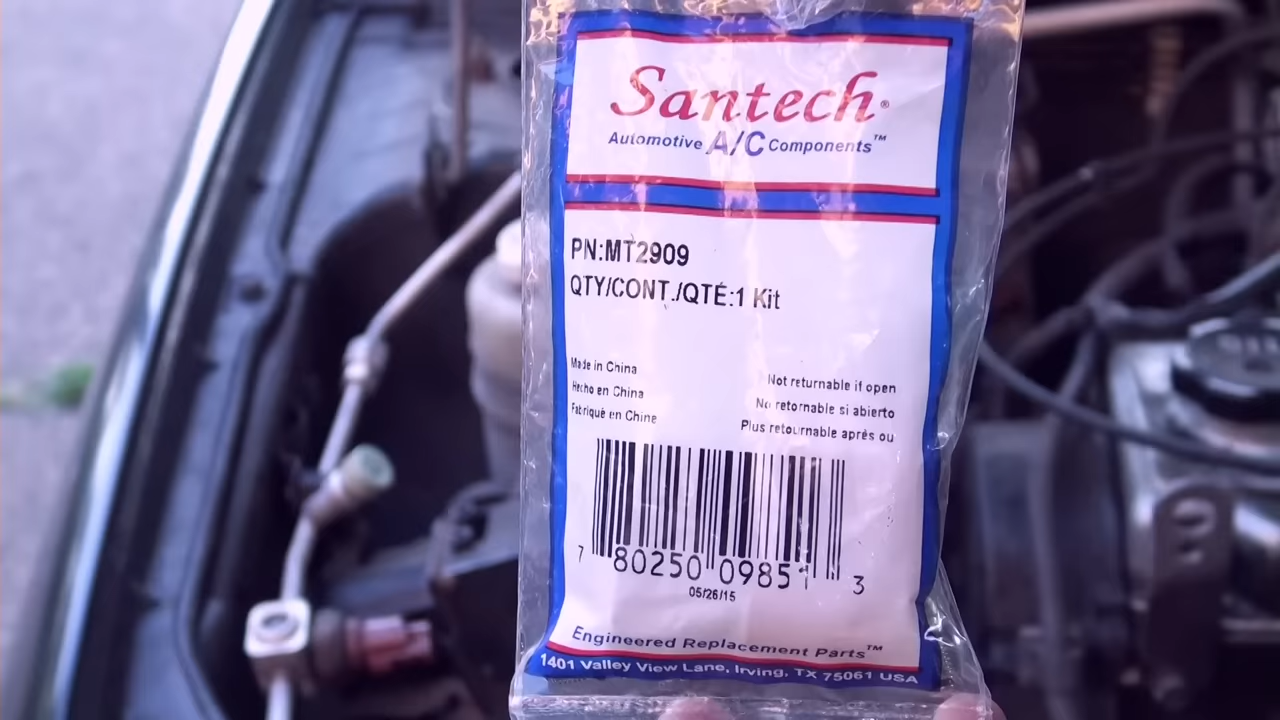 Santech®
Automotive A/C Components™
PN:MT2909
QTY/CONT./QTÉ:1 Kit
Made in China
Hecho en China
Fabriqué en Chine
Not returnable if open
No retornable si abierto
Plus retournable après ou
7 80250 0985 3
05/26/15
Engineered Replacement Parts™
1401 Valley View Lane, Irving, TX 75061 USA